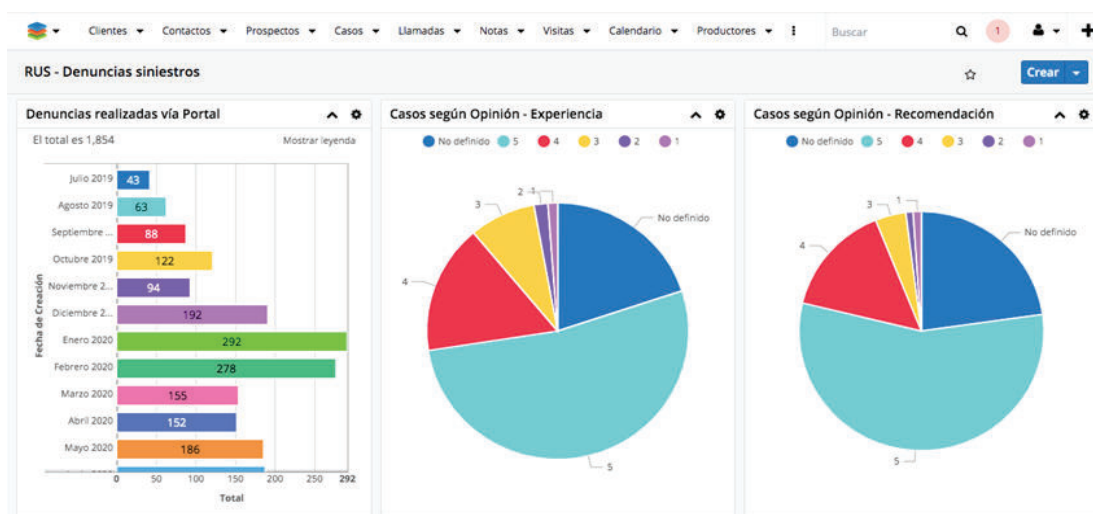 Clientes Contactos Prospectos Casos Llamadas Notas Visitas Calendario Productores Buscar 1
RUS - Denuncias siniestros Crear
Denuncias realizadas vía Portal
El total es 1,854 Mostrar leyenda
Julio 2019 43
Agosto 2019 63
Septiembre ... 88
Octubre 2019 122
Noviembre 2... 94
Diciembre 2... 192
Enero 2020 292
Febrero 2020 278
Marzo 2020 155
Abril 2020 152
Mayo 2020 186
0 50 100 150 200 250 292
Total
Fecha de Creación
Casos según Opinión - Experiencia
No definido 5 4 3 2 1
No definido
5
4
3
2
1
Casos según Opinión - Recomendación
No definido 5 4 3 2 1
No definido
5
4
3
1